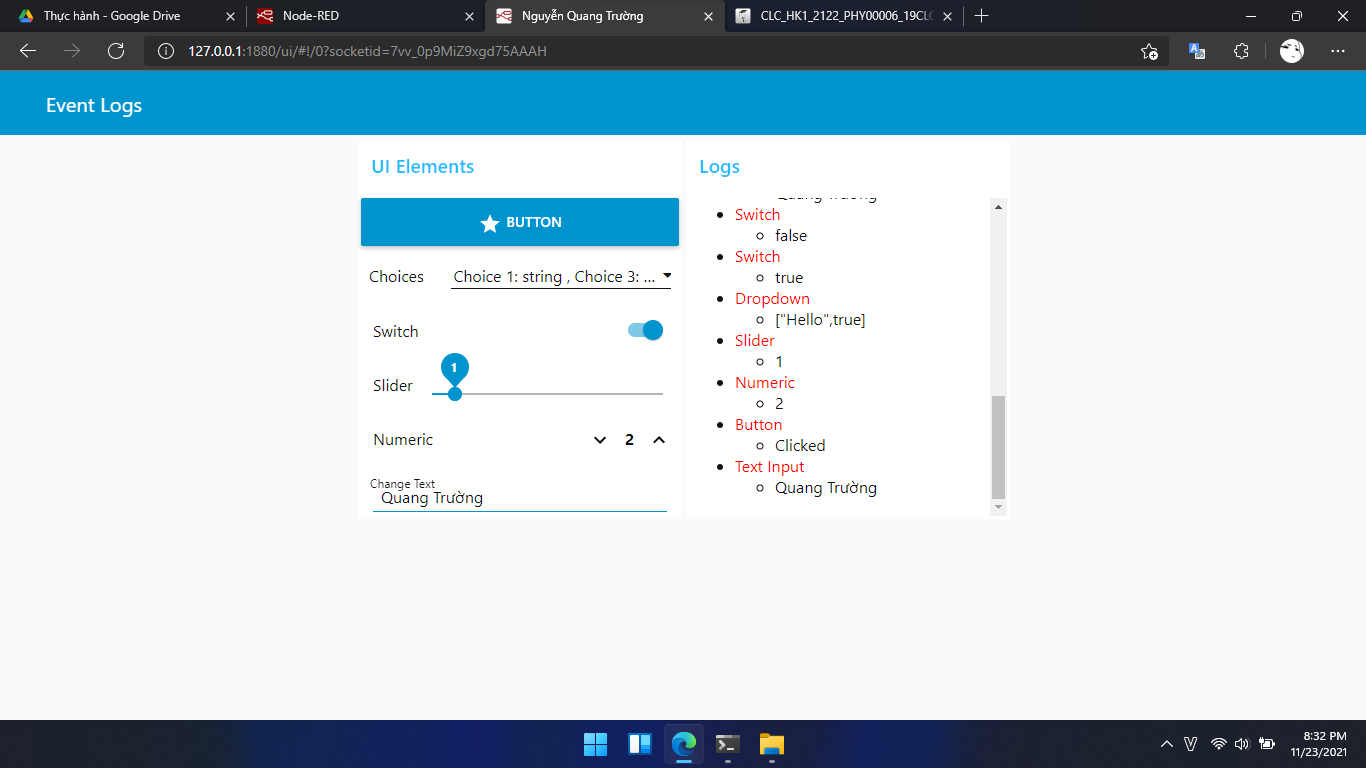 Thực hành - Google Drive
Node-RED
Nguyễn Quang Trường
CLC_HK1_2122_PHY00006_19CLC
127.0.0.1:1880/ui/#!/0?socketid=7vv_0p9MiZ9xgd75AAAH
Event Logs
UI Elements
BUTTON
Choices Choice 1: string , Choice 3: ...
Switch
1
Slider
Numeric 2
Change Text
Quang Trường
Logs
Quang Trường
Switch
false
Switch
true
Dropdown
["Hello",true]
Slider
1
Numeric
2
Button
Clicked
Text Input
Quang Trường
V
8:32 PM
11/23/2021